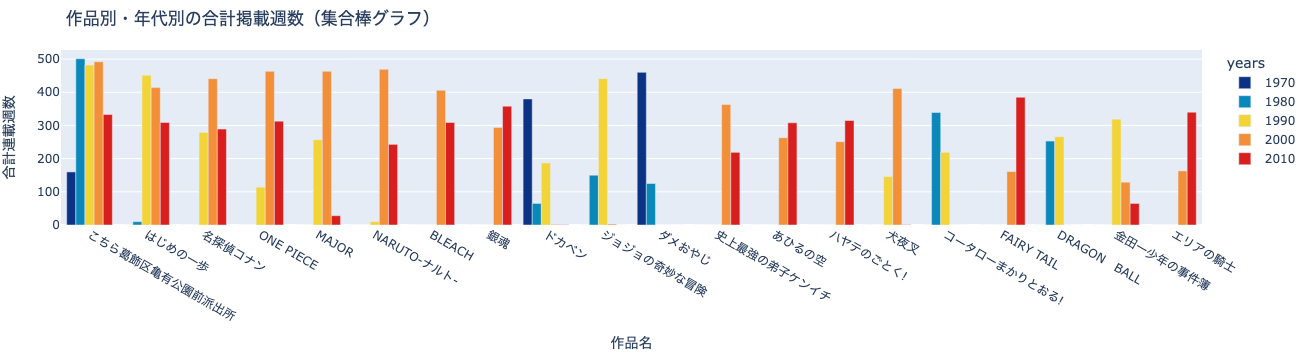 作品別・年代別の合計掲載週数（集合棒グラフ）
合計連載週数
500
400
300
200
100
0
こちら葛飾区亀有公園前派出所
はじめの一歩
名探偵コナン
ONE PIECE
MAJOR
NARUTO-ナルト-
BLEACH
銀魂
ドカベン
ジョジョの奇妙な冒険
ダメおやじ
史上最強の弟子ケンイチ
あひるの空
ハヤテのごとく!
犬夜叉
コータローまかりとおる!
FAIRY TAIL
DRAGON　BALL
金田一少年の事件簿
エリアの騎士
作品名
years
1970
1980
1990
2000
2010